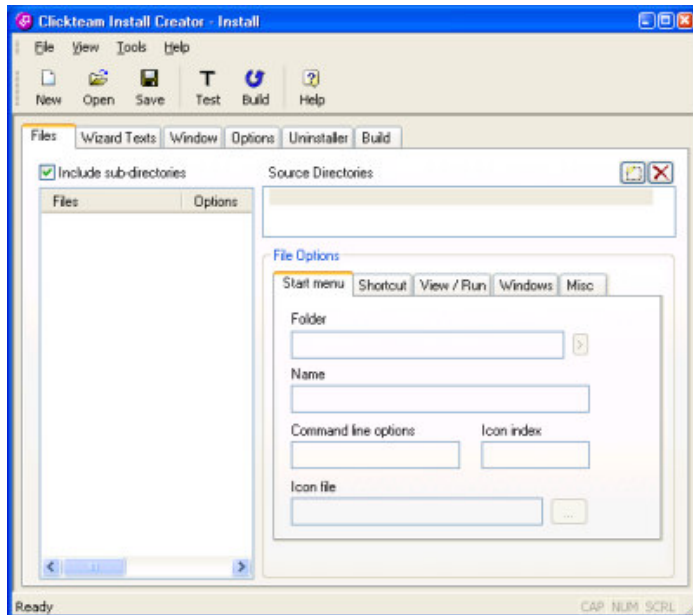 Clickteam Install Creator - Install
File View Tools Help
New Open Save Test Build Help
Files Wizard Texts Window Options Uninstaller Build
Include sub-directories
Source Directories
Files Options
File Options
Start menu Shortcut View / Run Windows Misc
Folder
>
Name
Command line options Icon index
Icon file
...
Ready
CAP NUM SCRL